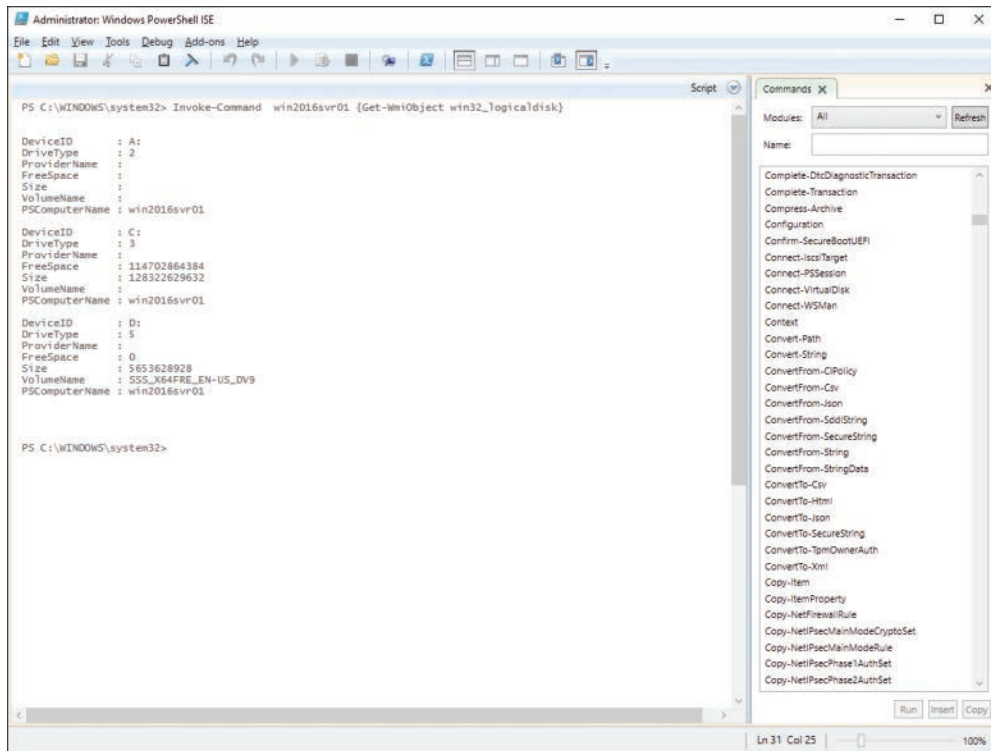 Administrator: Windows PowerShell ISE
File Edit View Tools Debug Add-ons Help
Script
PS C:\WINDOWS\system32> Invoke-Command  win2016svr01 {Get-WmiObject win32_logicaldisk}
DeviceID : A:
DriveType : 2
ProviderName :
FreeSpace :
Size :
VolumeName :
PSComputerName : win2016svr01
DeviceID : C:
DriveType : 3
ProviderName :
FreeSpace : 114702864384
Size : 128322629632
VolumeName :
PSComputerName : win2016svr01
DeviceID : D:
DriveType : 5
ProviderName :
FreeSpace : 0
Size : 5653628928
VolumeName : SSS_X64FRE_EN-US_DV9
PSComputerName : win2016svr01
PS C:\WINDOWS\system32>
Commands X
Modules: All Refresh
Name:
Complete-DtcDiagnosticTransaction
Complete-Transaction
Compress-Archive
Configuration
Confirm-SecureBootUEFI
Connect-IscsiTarget
Connect-PSSession
Connect-VirtualDisk
Connect-WSMan
Context
Convert-Path
Convert-String
ConvertFrom-CIPolicy
ConvertFrom-Csv
ConvertFrom-Json
ConvertFrom-SddlString
ConvertFrom-SecureString
ConvertFrom-String
ConvertFrom-StringData
ConvertTo-Csv
ConvertTo-Html
ConvertTo-Json
ConvertTo-SecureString
ConvertTo-TpmOwnerAuth
ConvertTo-Xml
Copy-Item
Copy-ItemProperty
Copy-NetFirewallRule
Copy-NetIPsecMainModeCryptoSet
Copy-NetIPsecMainModeRule
Copy-NetIPsecPhase1AuthSet
Copy-NetIPsecPhase2AuthSet
Run Insert Copy
Ln 31 Col 25 100%